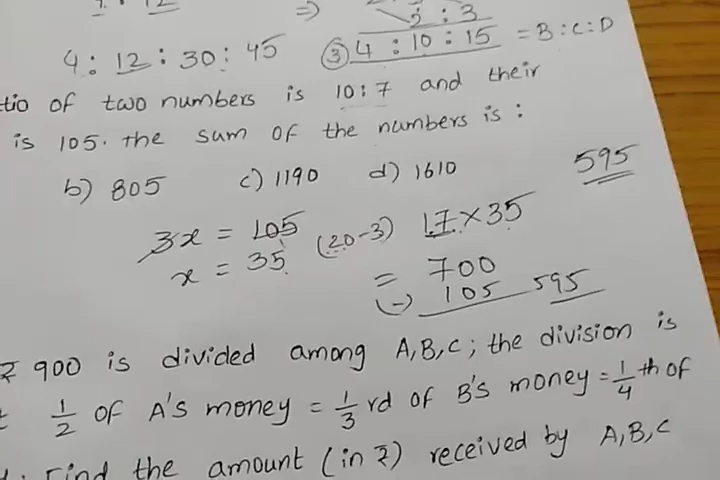 2 : 3
4 : 12 : 30 : 45 ③ 4 : 10 : 15 = B : C : D
tio of two numbers is 10 : 7 and their
is 105. the sum of the numbers is :
b) 805 c) 1190 d) 1610 595
3x = 105 (20-3) 17 × 35
x = 35 = 700
(-) 105 595
₹ 900 is divided among A, B, C; the division is
1/2 of A's money = 1/3 rd of B's money = 1/4 th of
Find the amount (in ₹) received by A, B, C